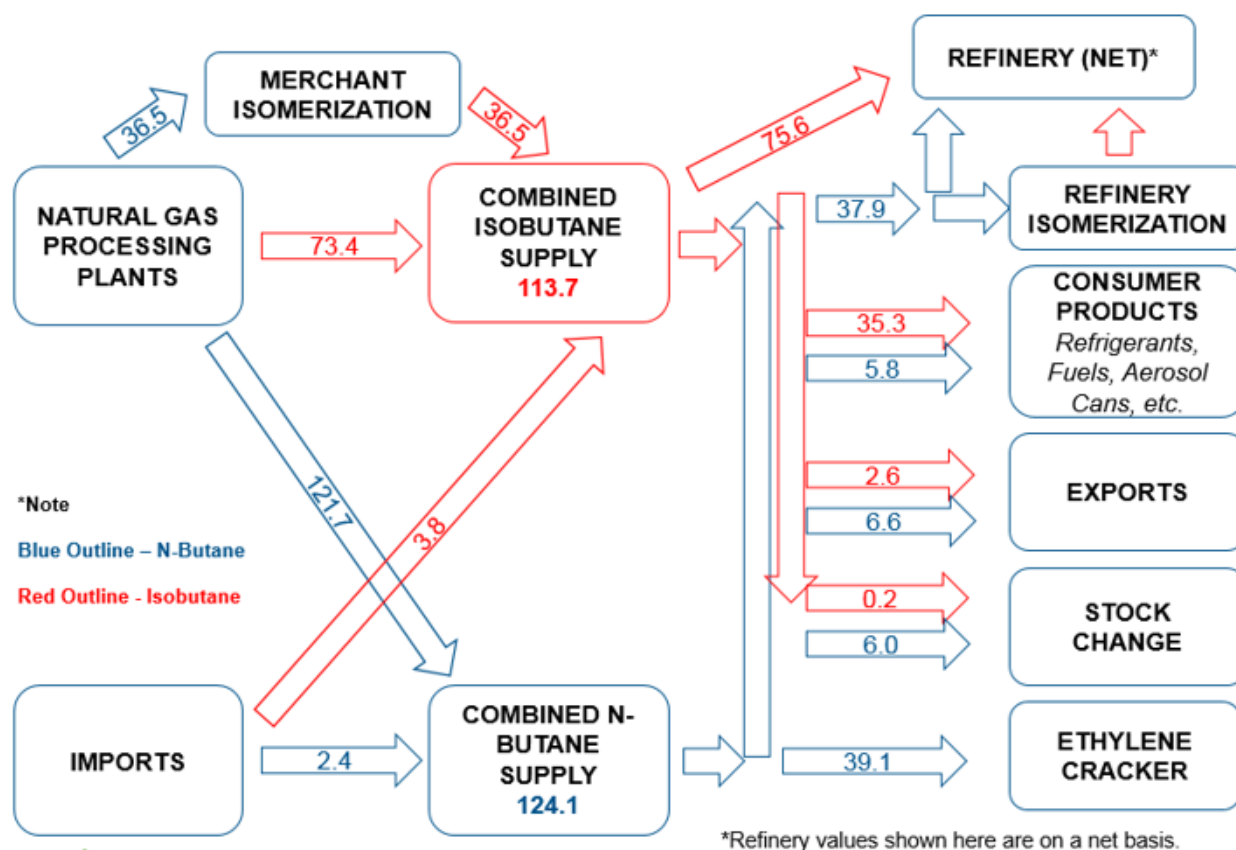 REFINERY (NET)*
MERCHANT
ISOMERIZATION
36.5
36.5
75.6
NATURAL GAS
PROCESSING
PLANTS
73.4
COMBINED
ISOBUTANE
SUPPLY
113.7
37.9
REFINERY
ISOMERIZATION
CONSUMER
PRODUCTS
Refrigerants,
Fuels, Aerosol
Cans, etc.
35.3
5.8
121.7
3.8
2.6
6.6
EXPORTS
*Note
Blue Outline – N-Butane
Red Outline - Isobutane
0.2
6.0
STOCK
CHANGE
IMPORTS
2.4
COMBINED N-
BUTANE
SUPPLY
124.1
39.1
ETHYLENE
CRACKER
*Refinery values shown here are on a net basis.